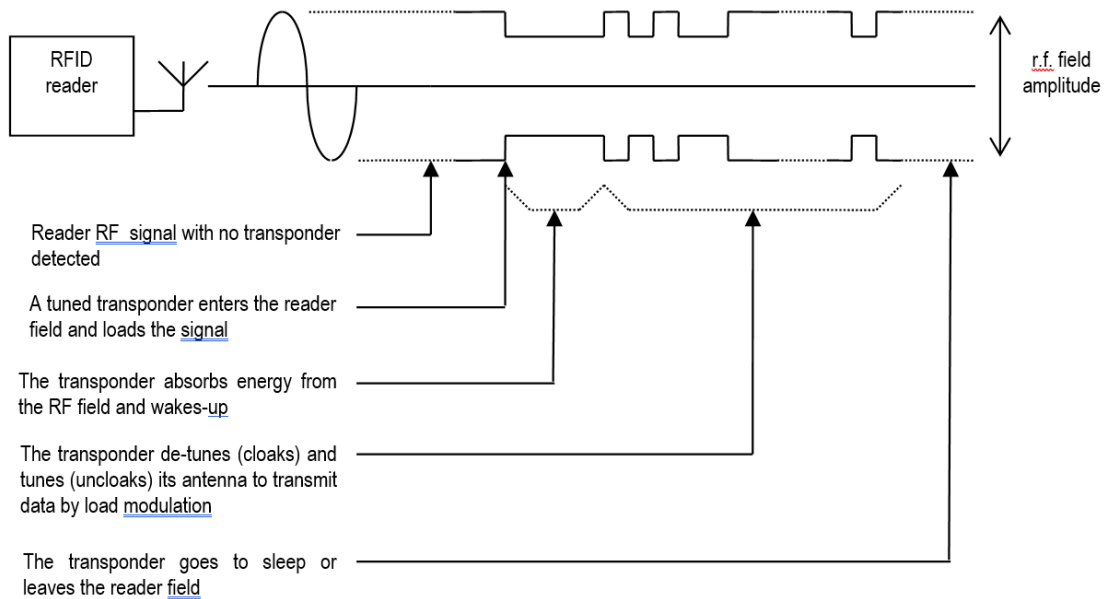 RFID
reader
r.f. field
amplitude
Reader RF signal with no transponder
detected
A tuned transponder enters the reader
field and loads the signal
The transponder absorbs energy from
the RF field and wakes-up
The transponder de-tunes (cloaks) and
tunes (uncloaks) its antenna to transmit
data by load modulation
The transponder goes to sleep or
leaves the reader field